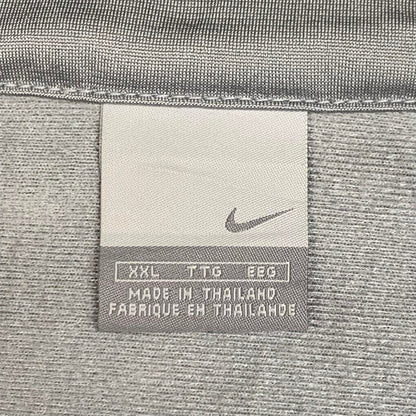 XXL TTG EEG
MADE IN THAILAND
FABRIQUE EN THAILANDE